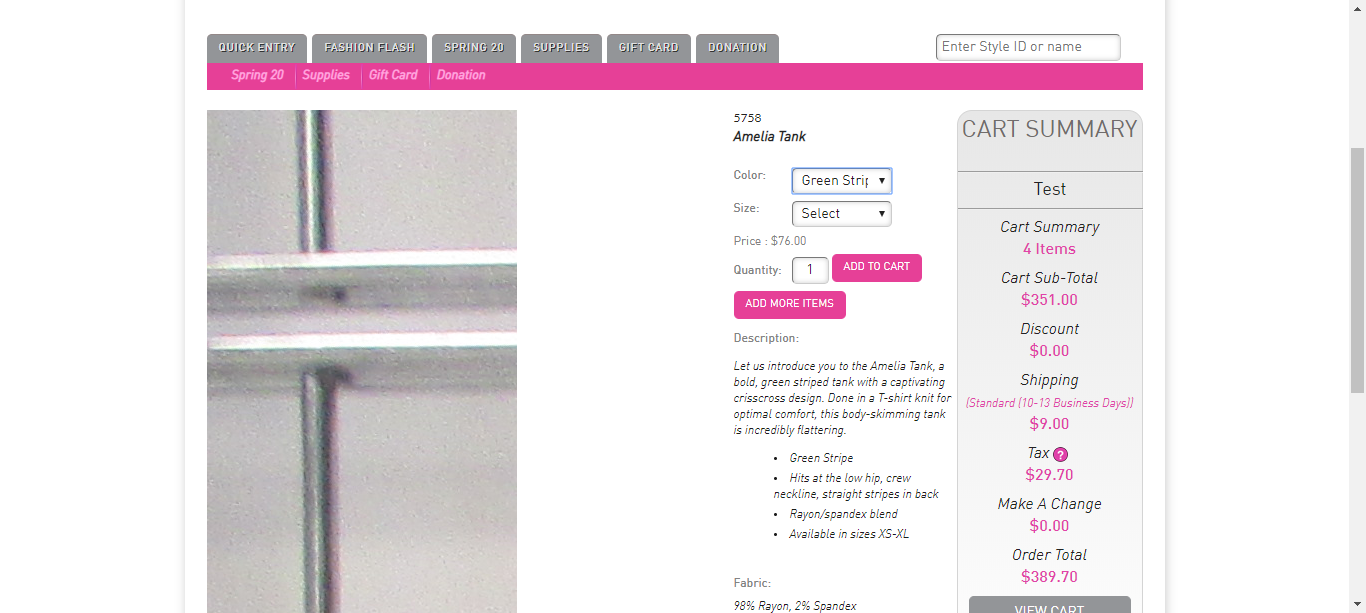 QUICK ENTRY
FASHION FLASH
SPRING 20
SUPPLIES
GIFT CARD
DONATION
Enter Style ID or name
Spring 20
Supplies
Gift Card
Donation
5758
Amelia Tank
Color:
Green Strip
Size:
Select
Price : $76.00
Quantity:
1
ADD TO CART
ADD MORE ITEMS
Description:
Let us introduce you to the Amelia Tank, a
bold, green striped tank with a captivating
crisscross design. Done in a T-shirt knit for
optimal comfort, this body-skimming tank
is incredibly flattering.
• Green Stripe
• Hits at the low hip, crew
neckline, straight stripes in back
• Rayon/spandex blend
• Available in sizes XS-XL
Fabric:
98% Rayon, 2% Spandex
CART SUMMARY
Test
Cart Summary
4 Items
Cart Sub-Total
$351.00
Discount
$0.00
Shipping
(Standard (10-13 Business Days))
$9.00
Tax ?
$29.70
Make A Change
$0.00
Order Total
$389.70
VIEW CART